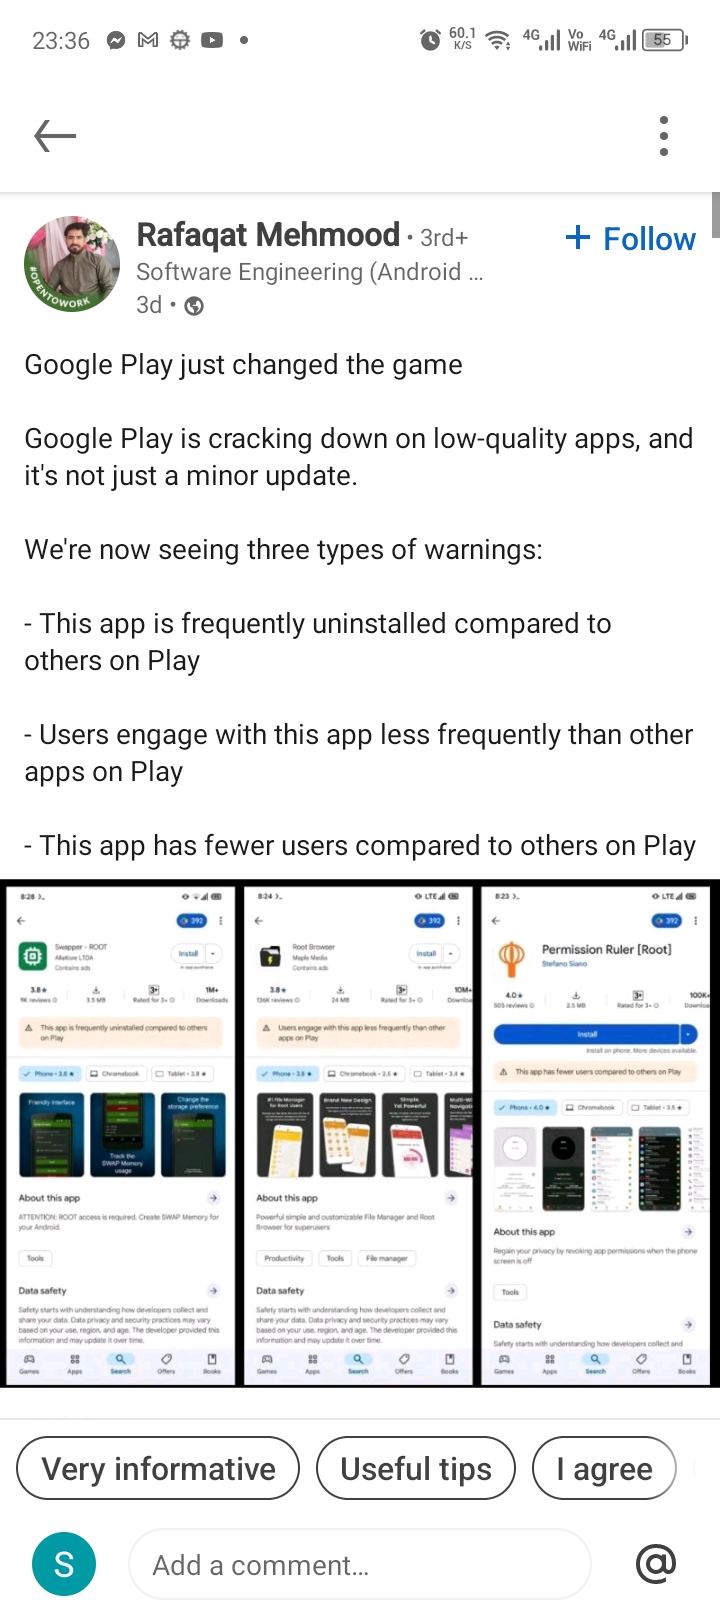 23:36
60.1 K/S
4G
Vo WiFi
4G
55
Rafaqat Mehmood • 3rd+
+ Follow
Software Engineering (Android ...
3d •
#OPENTOWORK
Google Play just changed the game
Google Play is cracking down on low-quality apps, and
it's not just a minor update.
We're now seeing three types of warnings:
- This app is frequently uninstalled compared to
others on Play
- Users engage with this app less frequently than other
apps on Play
- This app has fewer users compared to others on Play
8:28
392
Swapper - ROOT
Contains ads
Install
3.8★
1M+
3.5 MB
Rated for 3+
Downloads
This app is frequently uninstalled compared to others
on Play
Phone • 3.8 ★
Chromebook
Tablet • 3.8 ★
Friendly interface
Track the
SWAP Memory
usage
Change the
storage preference
About this app
ATTENTION: ROOT access is required. Create SWAP Memory for
your Android.
Tools
Data safety
Safety starts with understanding how developers collect and
share your data. Data privacy and security practices may vary
based on your use, region, and age. The developer provided this
information and may update it over time.
Games
Apps
Search
Offers
Books
8:24
LTE
392
Root Browser
Maple Media
Contains ads
Install
3.8★
10M+
136K reviews
24 MB
Rated for 3+
Users engage with this app less frequently than other
apps on Play
Phone • 3.8 ★
Chromebook • 3.6 ★
Tablet • 3.4 ★
#1 File Manager
for Root Users
Brand New Design
Simple
Yet Powerful
About this app
Powerful simple and customizable File Manager and Root
Browser for superusers
Productivity
Tools
File manager
Data safety
Safety starts with understanding how developers collect and
share your data. Data privacy and security practices may vary
based on your use, region, and age. The developer provided this
information and may update it over time.
Games
Apps
Search
Offers
Books
8:23
LTE
392
Permission Ruler [Root]
Stefano Siano
4.0★
100K+
505 reviews
2.5 MB
Rated for 3+
Install
Install on phone. More devices available.
This app has fewer users compared to others on Play
Phone • 4.0 ★
Chromebook
Tablet • 3.5 ★
About this app
Regain your privacy by revoking app permissions when the phone
screen is off
Tools
Data safety
Safety starts with understanding how developers collect and
Games
Apps
Search
Offers
Books
Very informative
Useful tips
I agree
S
Add a comment...
@